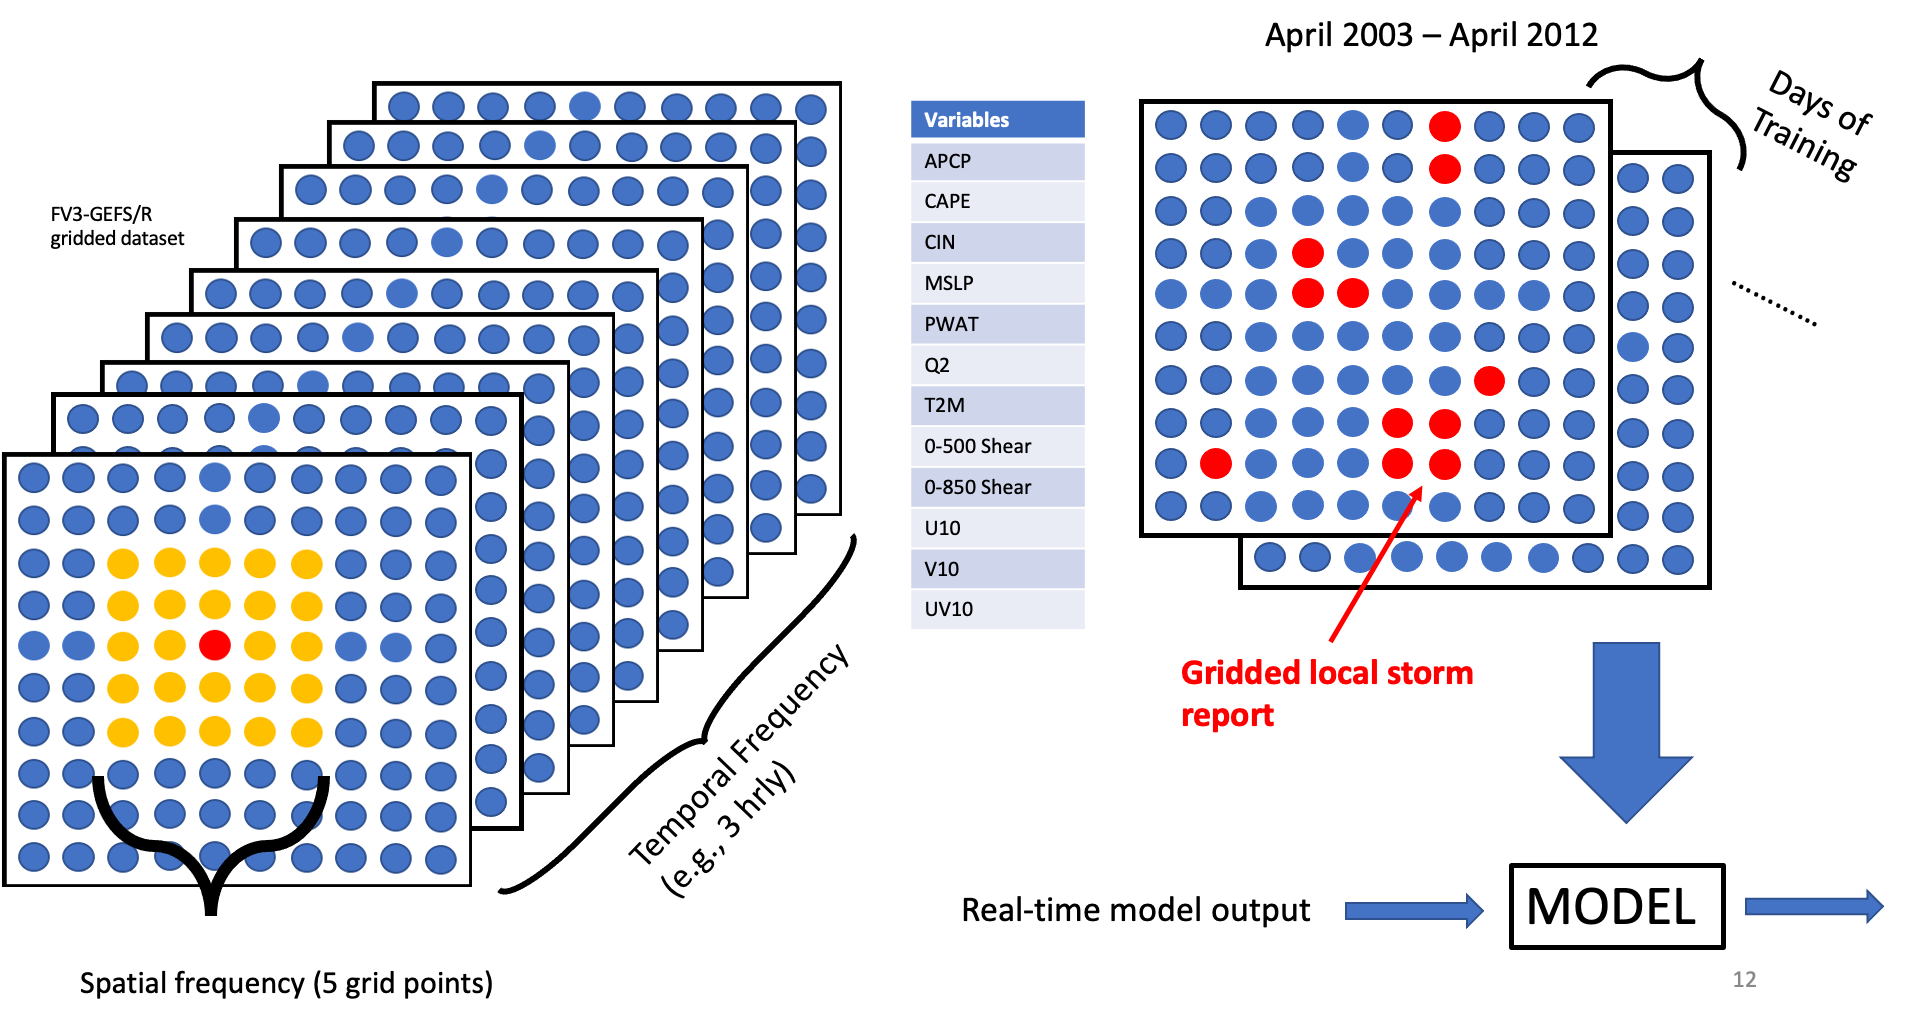 April 2003 – April 2012
Days of
Training
FV3-GEFS/R
gridded dataset
Variables
APCP
CAPE
CIN
MSLP
PWAT
Q2
T2M
0-500 Shear
0-850 Shear
U10
V10
UV10
Gridded local storm
report
Temporal Frequency
(e.g., 3 hrly)
Real-time model output
MODEL
Spatial frequency (5 grid points)
12